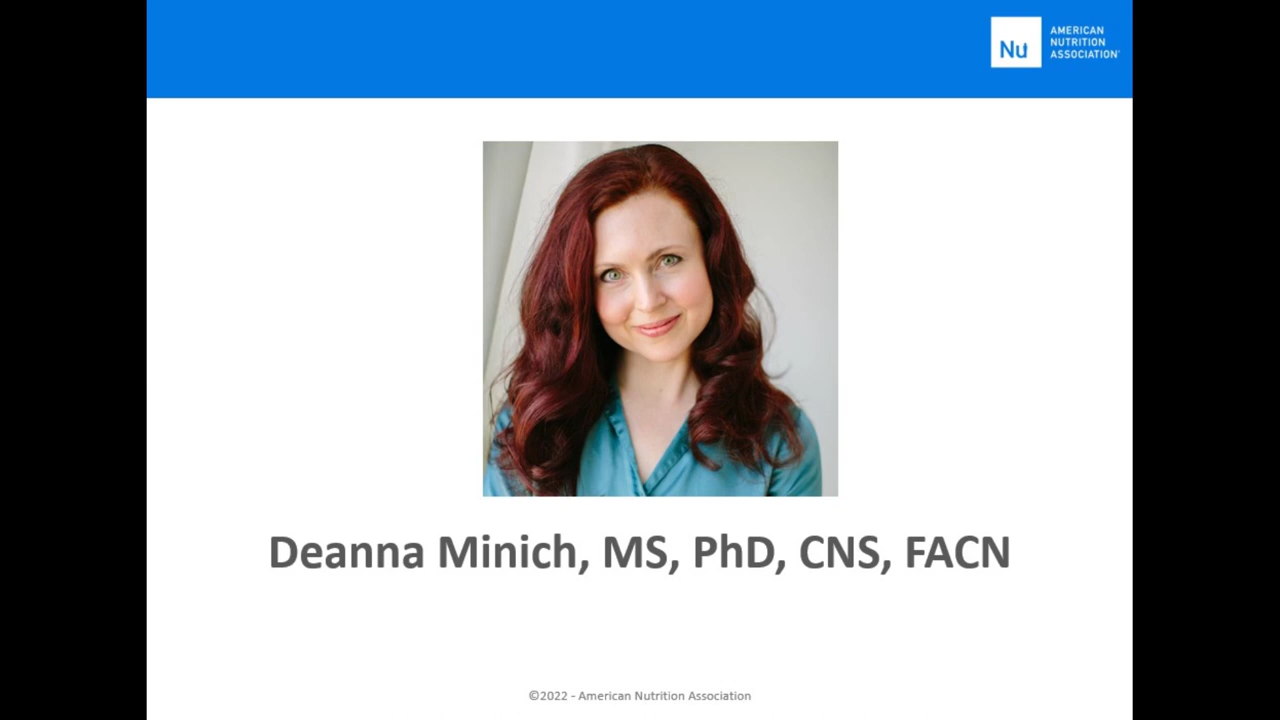 Nu
AMERICAN
NUTRITION
ASSOCIATION
Deanna Minich, MS, PhD, CNS, FACN
©2022 - American Nutrition Association